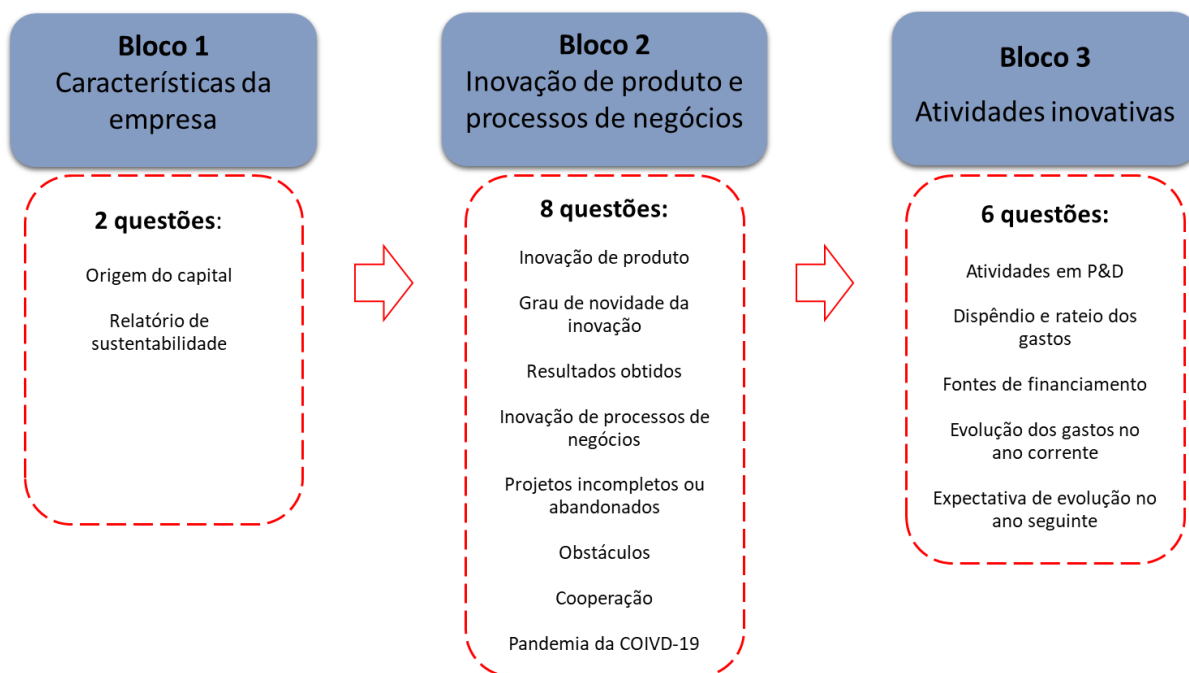 Bloco 1
Características da
empresa
2 questões:
Origem do capital
Relatório de
sustentabilidade
Bloco 2
Inovação de produto e
processos de negócios
8 questões:
Inovação de produto
Grau de novidade da
inovação
Resultados obtidos
Inovação de processos de
negócios
Projetos incompletos ou
abandonados
Obstáculos
Cooperação
Pandemia da COIVD-19
Bloco 3
Atividades inovativas
6 questões:
Atividades em P&D
Dispêndio e rateio dos
gastos
Fontes de financiamento
Evolução dos gastos no
ano corrente
Expectativa de evolução no
ano seguinte